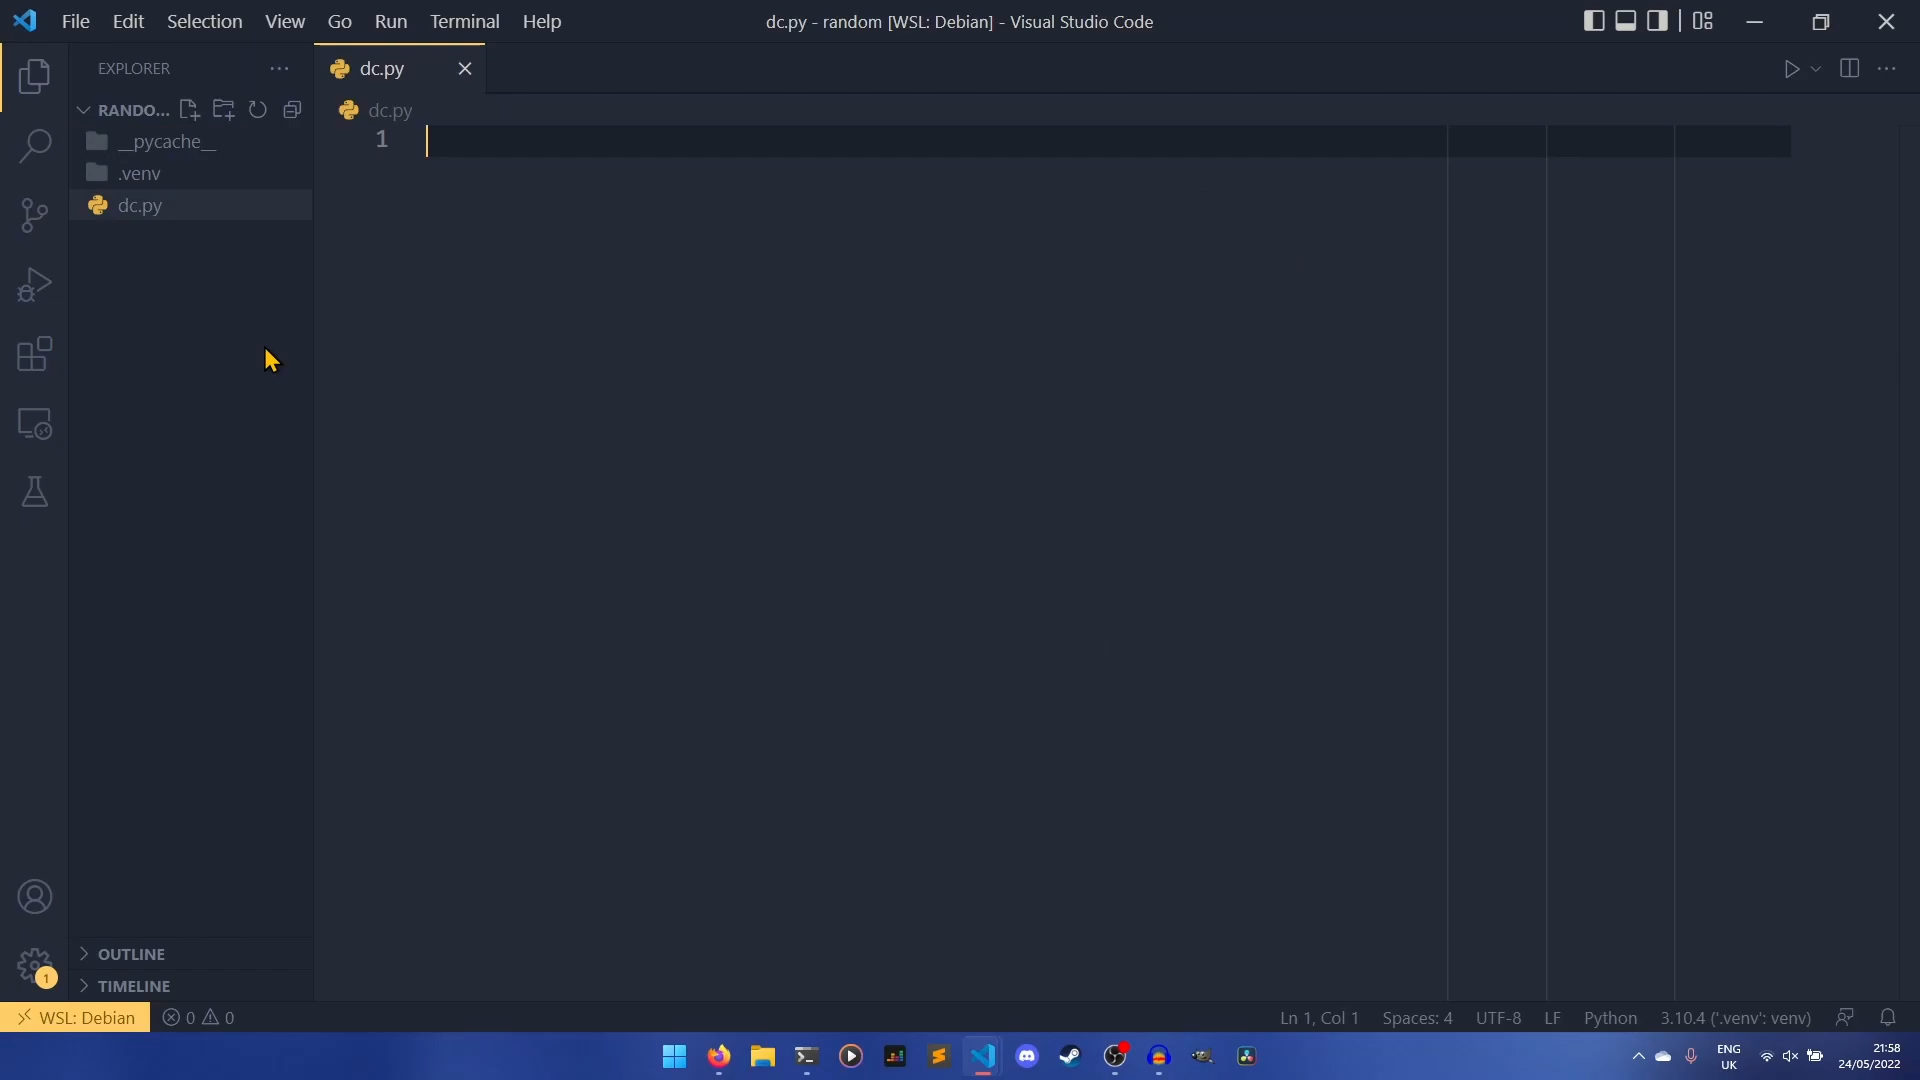 File Edit Selection View Go Run Terminal Help
dc.py - random [WSL: Debian] - Visual Studio Code
EXPLORER
RANDO...
__pycache__
.venv
dc.py
dc.py
dc.py
1
OUTLINE
TIMELINE
1
WSL: Debian 0 0
Ln 1, Col 1 Spaces: 4 UTF-8 LF Python 3.10.4 ('.venv': venv)
ENG
UK
21:58
24/05/2022